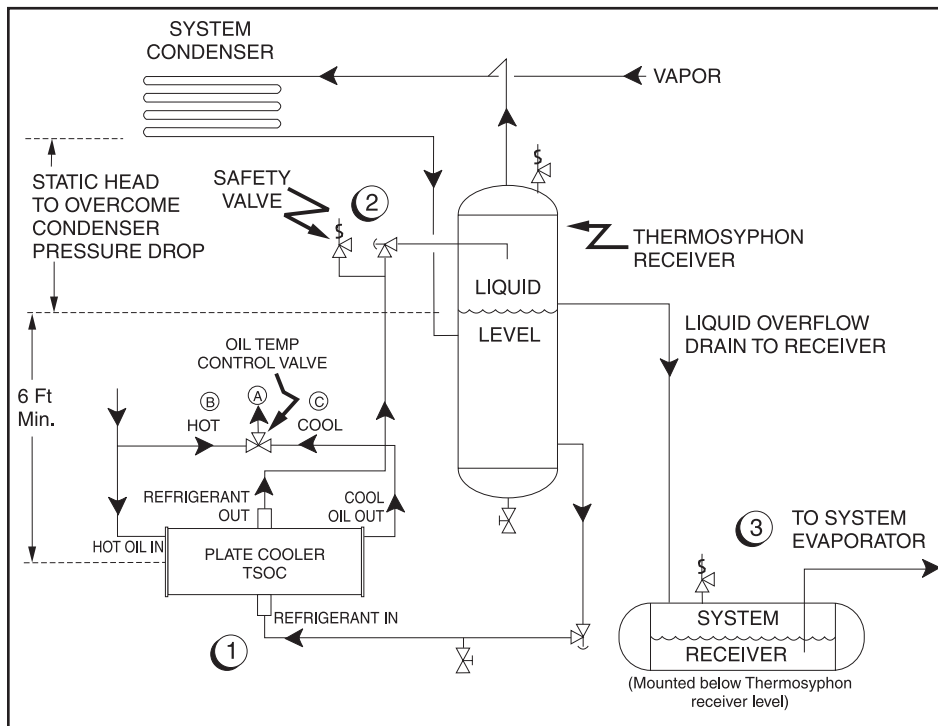 SYSTEM
CONDENSER
VAPOR
STATIC HEAD
TO OVERCOME
CONDENSER
PRESSURE DROP
SAFETY
VALVE
2
THERMOSYPHON
RECEIVER
LIQUID
LEVEL
LIQUID OVERFLOW
DRAIN TO RECEIVER
OIL TEMP
CONTROL VALVE
6 Ft
Min.
B
A
C
HOT
COOL
REFRIGERANT
OUT
COOL
OIL OUT
HOT OIL IN
PLATE COOLER
TSOC
REFRIGERANT IN
1
3
TO SYSTEM
EVAPORATOR
SYSTEM
RECEIVER
(Mounted below Thermosyphon
receiver level)